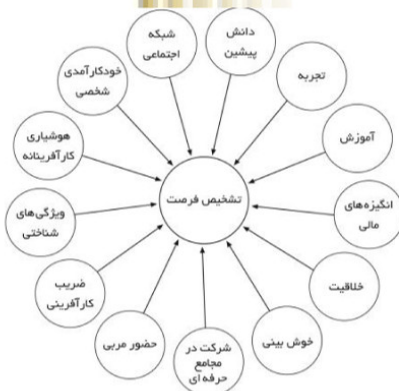 دانش
پیشین
تجربه
آموزش
انگیزه‌های
مالی
خلاقیت
خوش بینی
شرکت در
مجامع
حرفه ای
حضور مربی
ضریب
کارآفرینی
ویژگی‌های
شناختی
هوشیاری
کارآفرینانه
خودکارآمدی
شخصی
شبکه
اجتماعی
تشخیص فرصت